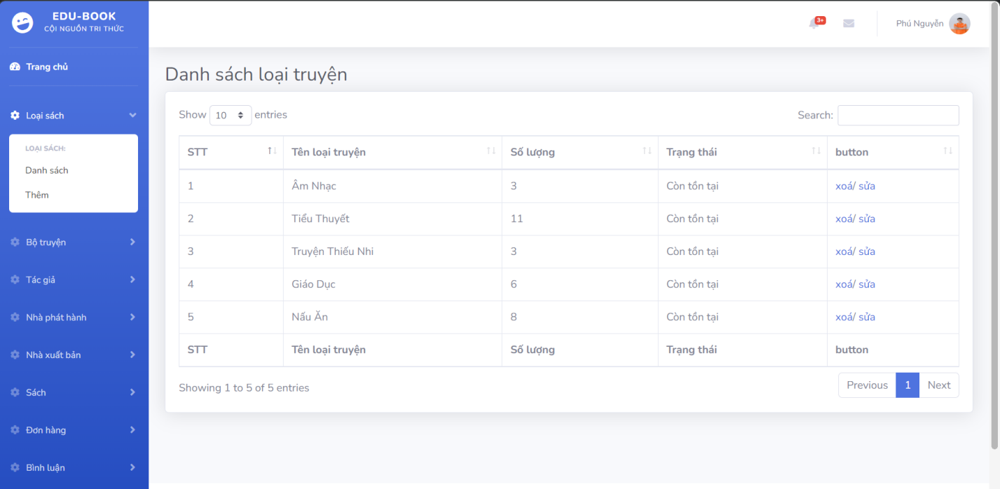 EDU-BOOK
CỘI NGUỒN TRI THỨC
3+
Phú Nguyễn
Trang chủ
Loại sách
LOẠI SÁCH:
Danh sách
Thêm
Bộ truyện
Tác giả
Nhà phát hành
Nhà xuất bản
Sách
Đơn hàng
Bình luận
Danh sách loại truyện
Show 10 entries
Search:
STT Tên loại truyện Số lượng Trạng thái button
1 Âm Nhạc 3 Còn tồn tại xoá/ sửa
2 Tiểu Thuyết 11 Còn tồn tại xoá/ sửa
3 Truyện Thiếu Nhi 3 Còn tồn tại xoá/ sửa
4 Giáo Dục 6 Còn tồn tại xoá/ sửa
5 Nấu Ăn 8 Còn tồn tại xoá/ sửa
STT Tên loại truyện Số lượng Trạng thái button
Showing 1 to 5 of 5 entries
Previous 1 Next